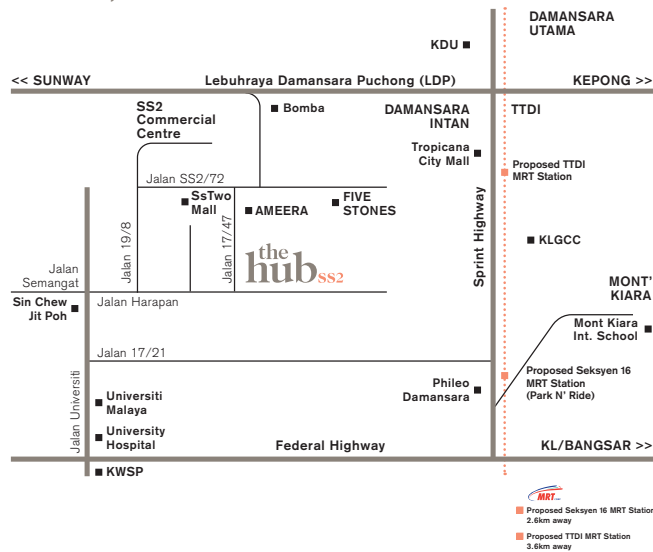 DAMANSARA
UTAMA
KDU
<< SUNWAY
Lebuhraya Damansara Puchong (LDP)
KEPONG >>
SS2
Commercial
Centre
Bomba
DAMANSARA
INTAN
TTDI
Tropicana
City Mall
Proposed TTDI
MRT Station
Jalan SS2/72
SsTwo
Mall
AMEERA
FIVE
STONES
Jalan 19/8
Jalan 17/47
Sprint Highway
KLGCC
the
hub SS2
Jalan
Semangat
MONT'
KIARA
Sin Chew
Jit Poh
Jalan Harapan
Mont Kiara
Int. School
Jalan 17/21
Proposed Seksyen 16
MRT Station
(Park N' Ride)
Phileo
Damansara
Jalan Universiti
Universiti
Malaya
University
Hospital
Federal Highway
KL/BANGSAR >>
KWSP
MRT
Proposed Seksyen 16 MRT Station
2.6km away
Proposed TTDI MRT Station
3.6km away